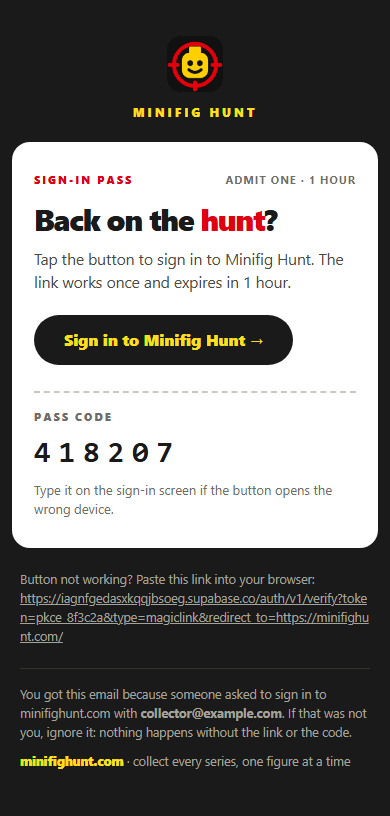 MINIFIG HUNT
SIGN-IN PASS
ADMIT ONE · 1 HOUR
Back on the hunt?
Tap the button to sign in to Minifig Hunt. The
link works once and expires in 1 hour.
Sign in to Minifig Hunt →
PASS CODE
418207
Type it on the sign-in screen if the button opens the
wrong device.
Button not working? Paste this link into your browser:
https://iagnfgedasxkqqjbsoeg.supabase.co/auth/v1/verify?toke
n=pkce_8f3c2a&type=magiclink&redirect_to=https://minifighu
nt.com/
You got this email because someone asked to sign in to
minifighunt.com with collector@example.com. If that was not
you, ignore it: nothing happens without the link or the code.
minifighunt.com · collect every series, one figure at a time